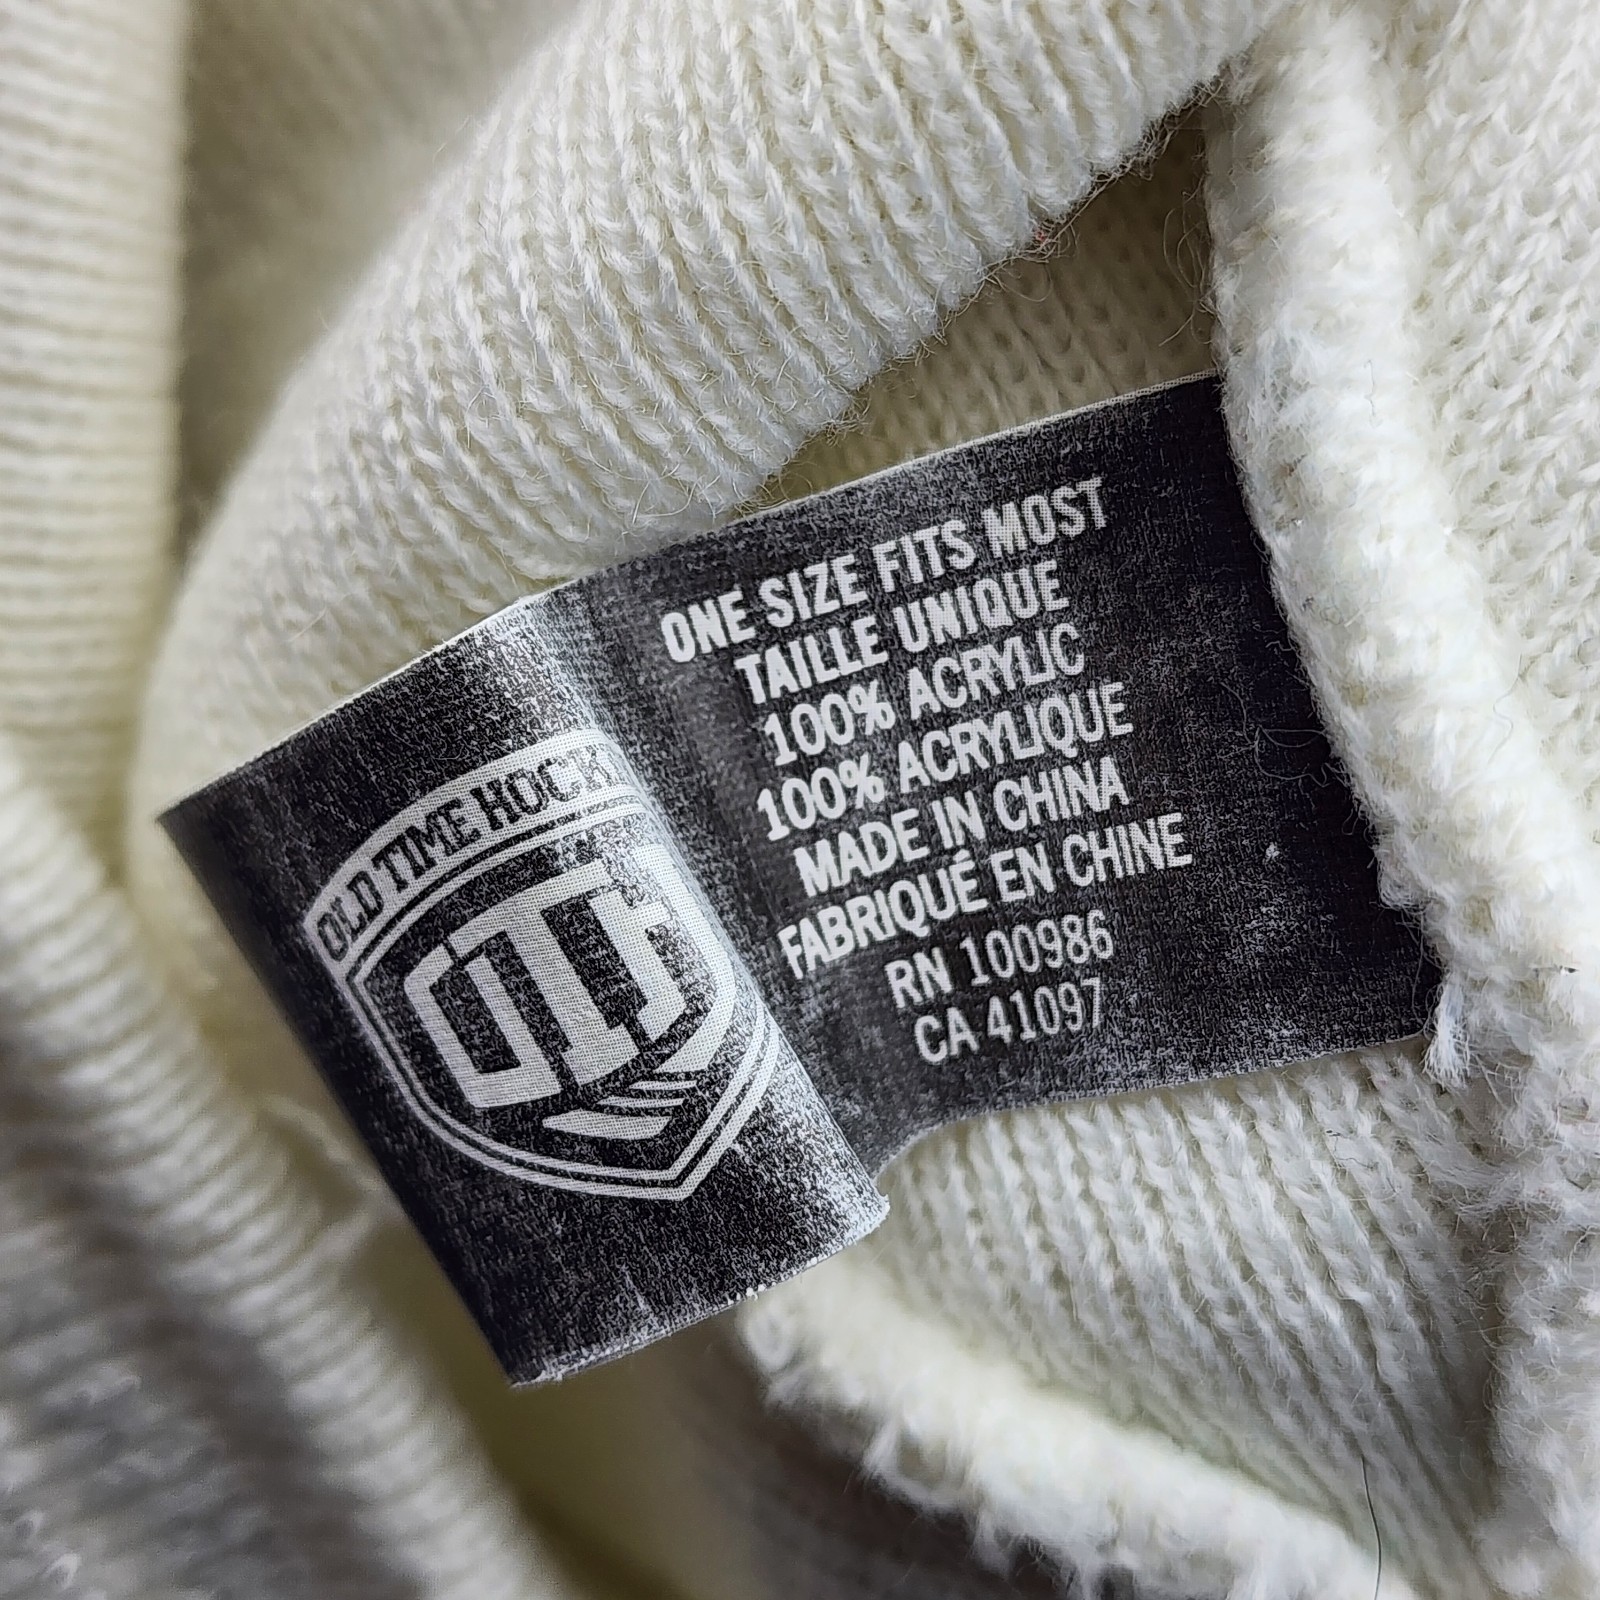 OLD TIME HOCK
OTH
ONE SIZE FITS MOST
TAILLE UNIQUE
100% ACRYLIC
100% ACRYLIQUE
MADE IN CHINA
FABRIQUÉ EN CHINE
RN 100986
CA 41097